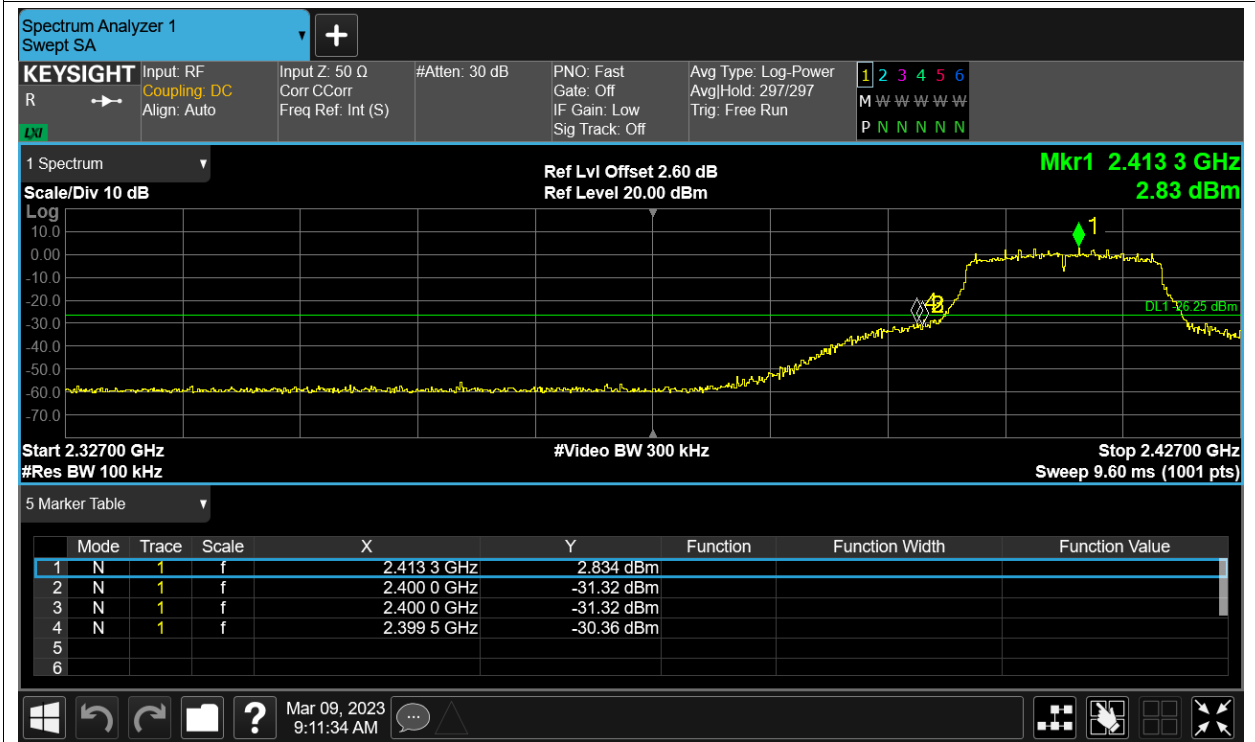 Spectrum Analyzer 1
Swept SA
KEYSIGHT Input: RF Input Z: 50 Ω #Atten: 30 dB PNO: Fast Avg Type: Log-Power 1 2 3 4 5 6
R Coupling: DC Corr CCorr Gate: Off Avg|Hold: 297/297 M W W W W W
Align: Auto Freq Ref: Int (S) IF Gain: Low Trig: Free Run
LXI Sig Track: Off P N N N N N
1 Spectrum Ref Lvl Offset 2.60 dB Mkr1 2.413 3 GHz
Scale/Div 10 dB Ref Level 20.00 dBm 2.83 dBm
Log
10.0 1
0.00
-10.0
-20.0
DL1 -26.25 dBm
-30.0
-40.0
-50.0
-60.0
-70.0
Start 2.32700 GHz #Video BW 300 kHz Stop 2.42700 GHz
#Res BW 100 kHz Sweep 9.60 ms (1001 pts)
5 Marker Table
Mode Trace Scale X Y Function Function Width Function Value
1 N 1 f 2.413 3 GHz 2.834 dBm
2 N 1 f 2.400 0 GHz -31.32 dBm
3 N 1 f 2.400 0 GHz -31.32 dBm
4 N 1 f 2.399 5 GHz -30.36 dBm
5
6
Mar 09, 2023
9:11:34 AM